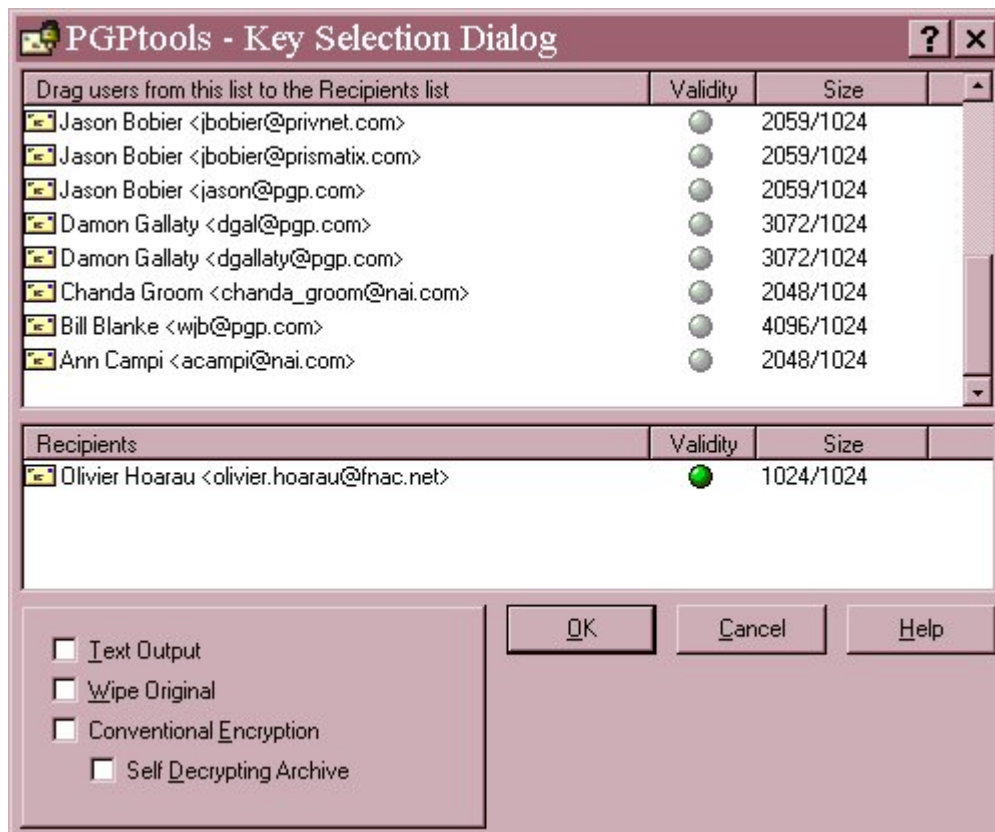 PGPtools - Key Selection Dialog
Drag users from this list to the Recipients list Validity Size
Jason Bobier <jbobier@privnet.com> 2059/1024
Jason Bobier <jbobier@prismatix.com> 2059/1024
Jason Bobier <jason@pgp.com> 2059/1024
Damon Gallaty <dgal@pgp.com> 3072/1024
Damon Gallaty <dgallaty@pgp.com> 3072/1024
Chanda Groom <chanda_groom@nai.com> 2048/1024
Bill Blanke <wjb@pgp.com> 4096/1024
Ann Campi <acampi@nai.com> 2048/1024
Recipients Validity Size
Olivier Hoarau <olivier.hoarau@fnac.net> 1024/1024
OK Cancel Help
Text Output
Wipe Original
Conventional Encryption
Self Decrypting Archive